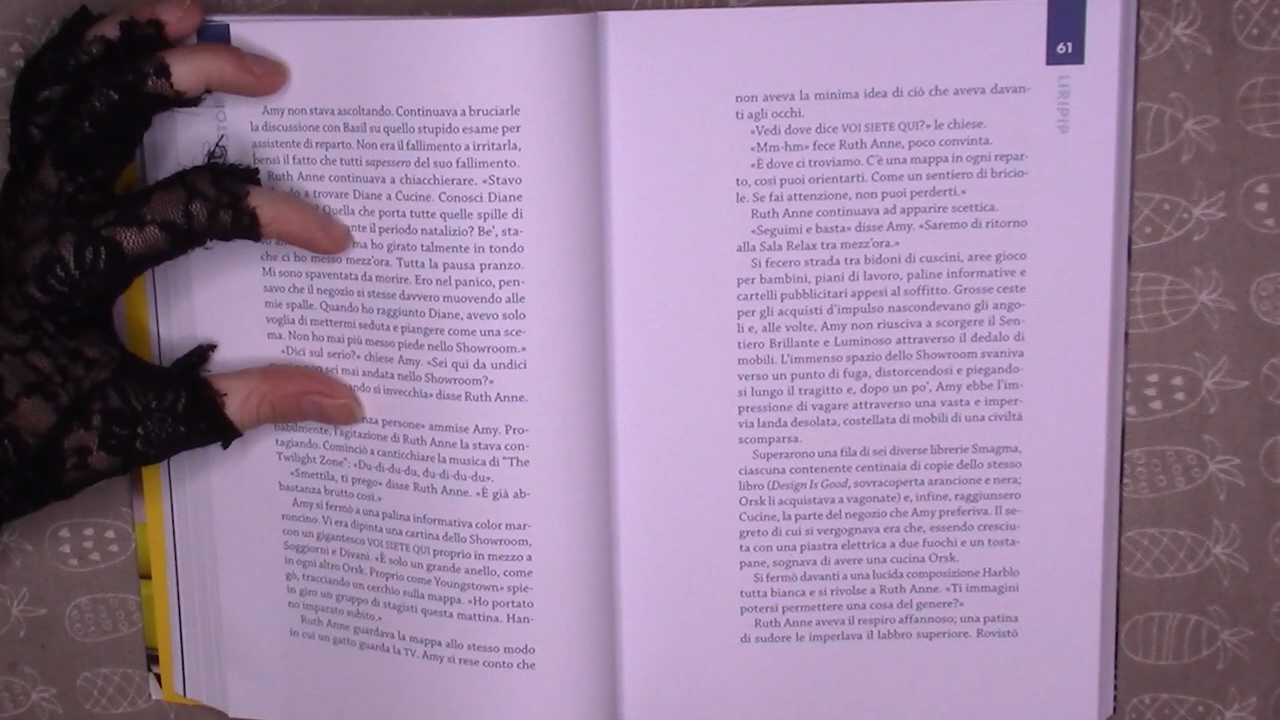 Amy non stava ascoltando. Continuava a bruciarle
la discussione con Basil su quello stupido esame per
assistente di reparto. Non era il fallimento a irritarla,
bensì il fatto che tutti sapessero del suo fallimento.
Ruth Anne continuava a chiacchierare. «Stavo
a trovare Diane a Cucine. Conosci Diane
Quella che porta tutte quelle spille di
il periodo natalizio? Be', sta-
ma ho girato talmente in tondo
che ci ho messo mezz'ora. Tutta la pausa pranzo.
Mi sono spaventata da morire. Ero nel panico, pen-
savo che il negozio si stesse davvero muovendo alle
mie spalle. Quando ho raggiunto Diane, avevo solo
voglia di mettermi seduta e piangere come una sce-
ma. Non ho mai più messo piede nello Showroom.»
«Dici sul serio?» chiese Amy. «Sei qui da undici
sei mai andata nello Showroom?»
si invecchia» disse Ruth Anne.
persone» ammise Amy. Pro-
babilmente, l'agitazione di Ruth Anne la stava con-
tagiando. Cominciò a canticchiare la musica di "The
Twilight Zone": «Du-di-du-du, du-di-du-du».
«Smettila, ti prego» disse Ruth Anne. «È già ab-
bastanza brutto così.»
Amy si fermò a una palina informativa color mar-
roncino. Vi era dipinta una cartina dello Showroom,
con un gigantesco VOI SIETE QUI proprio in mezzo a
Soggiorni e Divani. «È solo un grande anello, come
in ogni altro Orsk. Proprio come Youngstown» spie-
gò, tracciando un cerchio sulla mappa. «Ho portato
in giro un gruppo di stagisti questa mattina. Han-
no imparato subito.»
Ruth Anne guardava la mappa allo stesso modo
in cui un gatto guarda la TV. Amy si rese conto che
61
LIRIPIP
non aveva la minima idea di ciò che aveva davan-
ti agli occhi.
«Vedi dove dice VOI SIETE QUI?» le chiese.
«Mm-hm» fece Ruth Anne, poco convinta.
«È dove ci troviamo. C'è una mappa in ogni repar-
to, così puoi orientarti. Come un sentiero di bricio-
le. Se fai attenzione, non puoi perderti.»
Ruth Anne continuava ad apparire scettica.
«Seguimi e basta» disse Amy. «Saremo di ritorno
alla Sala Relax tra mezz'ora.»
Si fecero strada tra bidoni di cuscini, aree gioco
per bambini, piani di lavoro, paline informative e
cartelli pubblicitari appesi al soffitto. Grosse ceste
per gli acquisti d'impulso nascondevano gli ango-
li e, alle volte, Amy non riusciva a scorgere il Sen-
tiero Brillante e Luminoso attraverso il dedalo di
mobili. L'immenso spazio dello Showroom svaniva
verso un punto di fuga, distorcendosi e piegando-
si lungo il tragitto e, dopo un po', Amy ebbe l'im-
pressione di vagare attraverso una vasta e imper-
via landa desolata, costellata di mobili di una civiltà
scomparsa.
Superarono una fila di sei diverse librerie Smagma,
ciascuna contenente centinaia di copie dello stesso
libro (Design Is Good, sovracoperta arancione e nera;
Orsk li acquistava a vagonate) e, infine, raggiunsero
Cucine, la parte del negozio che Amy preferiva. Il se-
greto di cui si vergognava era che, essendo cresciu-
ta con una piastra elettrica a due fuochi e un tosta-
pane, sognava di avere una cucina Orsk.
Si fermò davanti a una lucida composizione Harblo
tutta bianca e si rivolse a Ruth Anne. «Ti immagini
potersi permettere una cosa del genere?»
Ruth Anne aveva il respiro affannoso; una patina
di sudore le imperlava il labbro superiore. Rovistò